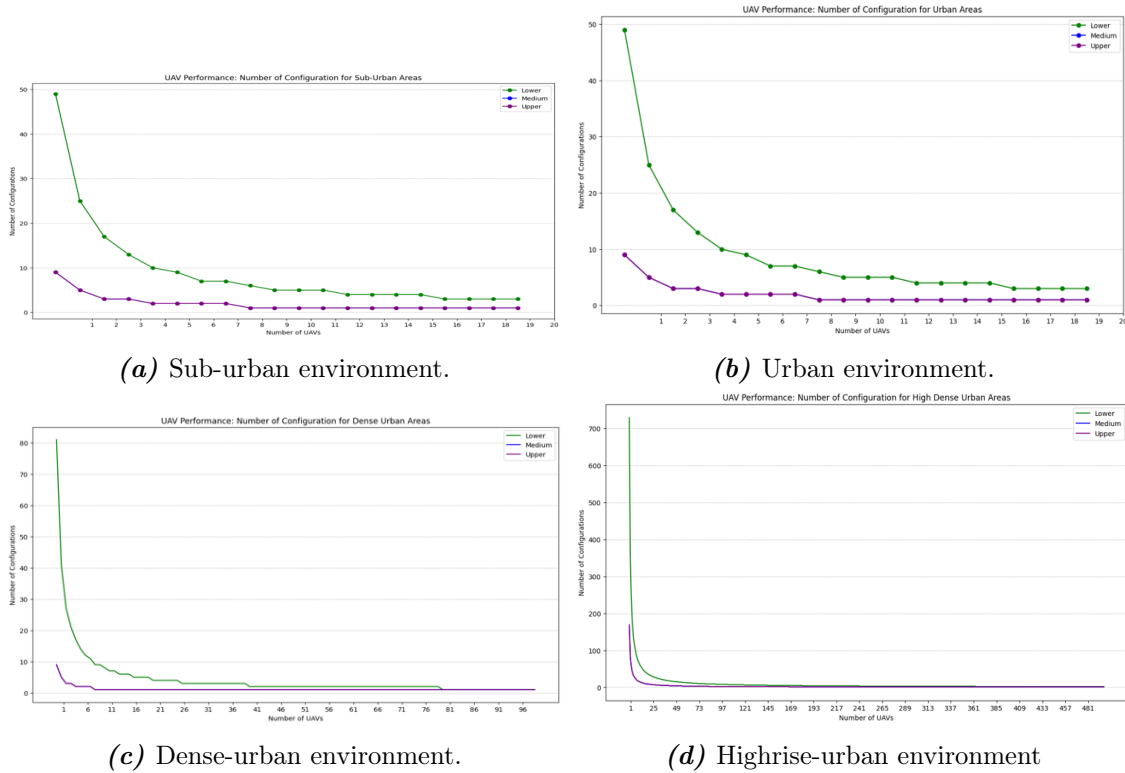 UAV Performance: Number of Configuration for Sub-Urban Areas
Number of Configurations
50
40
30
20
10
0
Lower
Medium
Upper
1 2 3 4 5 6 7 8 9 10 11 12 13 14 15 16 17 18 19 20
Number of UAVs
(a) Sub-urban environment.
UAV Performance: Number of Configuration for Urban Areas
Number of Configurations
50
40
30
20
10
0
Lower
Medium
Upper
1 2 3 4 5 6 7 8 9 10 11 12 13 14 15 16 17 18 19 20
Number of UAVs
(b) Urban environment.
UAV Performance: Number of Configuration for Dense Urban Areas
Number of Configurations
80
70
60
50
40
30
20
10
0
Lower
Medium
Upper
1 6 11 16 21 26 31 36 41 46 51 56 61 66 71 76 81 86 91 96
Number of UAVs
(c) Dense-urban environment.
UAV Performance: Number of Configuration for High Dense Urban Areas
Number of Configurations
700
600
500
400
300
200
100
0
Lower
Medium
Upper
1 25 49 73 97 121 145 169 193 217 241 265 289 313 337 361 385 409 433 457 481
Number of UAVs
(d) Highrise-urban environment